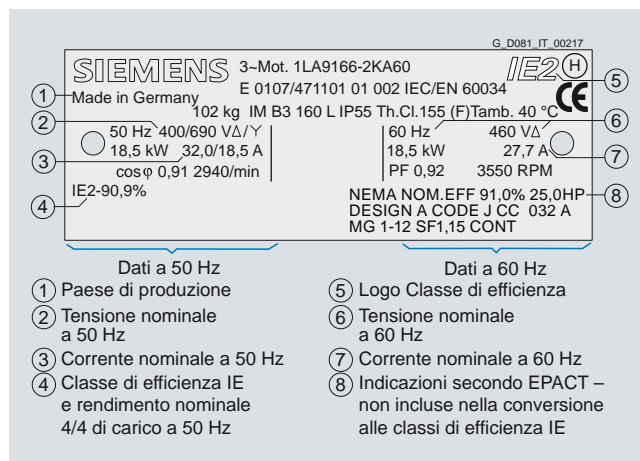 G_D081_IT_00217
SIEMENS 3~Mot. 1LA9166-2KA60 IE2 H
E 0107/471101 01 002 IEC/EN 60034
1 Made in Germany 5 CE
102 kg IM B3 160 L IP55 Th.Cl.155 (F)Tamb. 40 °C
2 50 Hz 400/690 VΔ/Y 60 Hz 460 VΔ 6
18,5 kW 32,0/18,5 A 18,5 kW 27,7 A
3 cosφ 0,91 2940/min PF 0,92 3550 RPM 7
4 IE2-90,9% NEMA NOM.EFF 91,0% 25,0HP 8
DESIGN A CODE J CC 032 A
MG 1-12 SF1,15 CONT
Dati a 50 Hz
1 Paese di produzione
2 Tensione nominale
a 50 Hz
3 Corrente nominale a 50 Hz
4 Classe di efficienza IE
e rendimento nominale
4/4 di carico a 50 Hz
Dati a 60 Hz
5 Logo Classe di efficienza
6 Tensione nominale
a 60 Hz
7 Corrente nominale a 60 Hz
8 Indicazioni secondo EPACT –
non incluse nella conversione
alle classi di efficienza IE